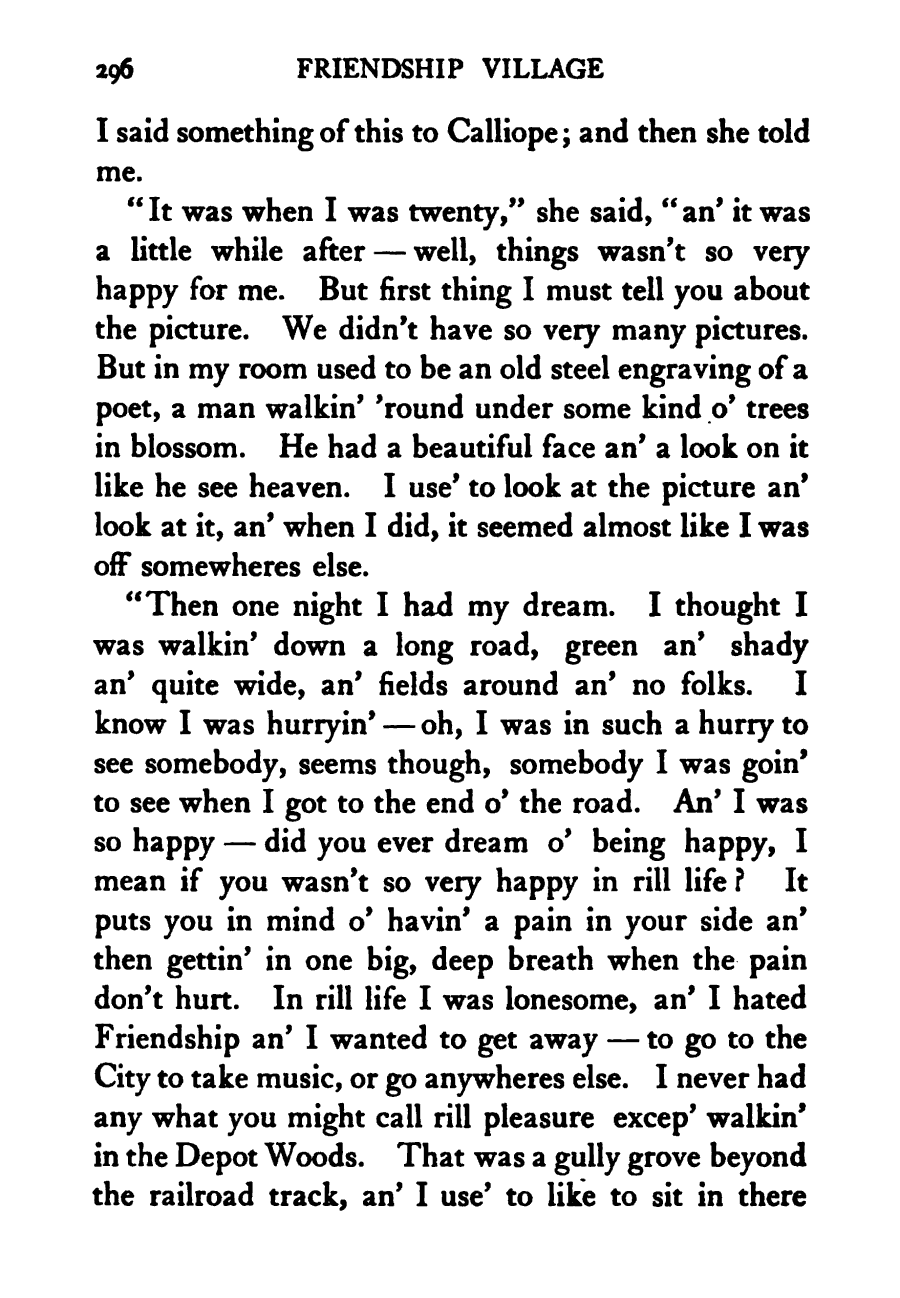 296 FRIENDSHIP VILLAGE
I said something of this to Calliope; and then she told
me.
"It was when I was twenty," she said, "an' it was
a little while after — well, things wasn't so very
happy for me. But first thing I must tell you about
the picture. We didn't have so very many pictures.
But in my room used to be an old steel engraving of a
poet, a man walkin' 'round under some kind o' trees
in blossom. He had a beautiful face an' a look on it
like he see heaven. I use' to look at the picture an'
look at it, an' when I did, it seemed almost like I was
off somewheres else.
"Then one night I had my dream. I thought I
was walkin' down a long road, green an' shady
an' quite wide, an' fields around an' no folks. I
know I was hurryin' — oh, I was in such a hurry to
see somebody, seems though, somebody I was goin'
to see when I got to the end o' the road. An' I was
so happy — did you ever dream o' being happy, I
mean if you wasn't so very happy in rill life? It
puts you in mind o' havin' a pain in your side an'
then gettin' in one big, deep breath when the pain
don't hurt. In rill life I was lonesome, an' I hated
Friendship an' I wanted to get away — to go to the
City to take music, or go anywheres else. I never had
any what you might call rill pleasure excep' walkin'
in the Depot Woods. That was a gully grove beyond
the railroad track, an' I use' to like to sit in there